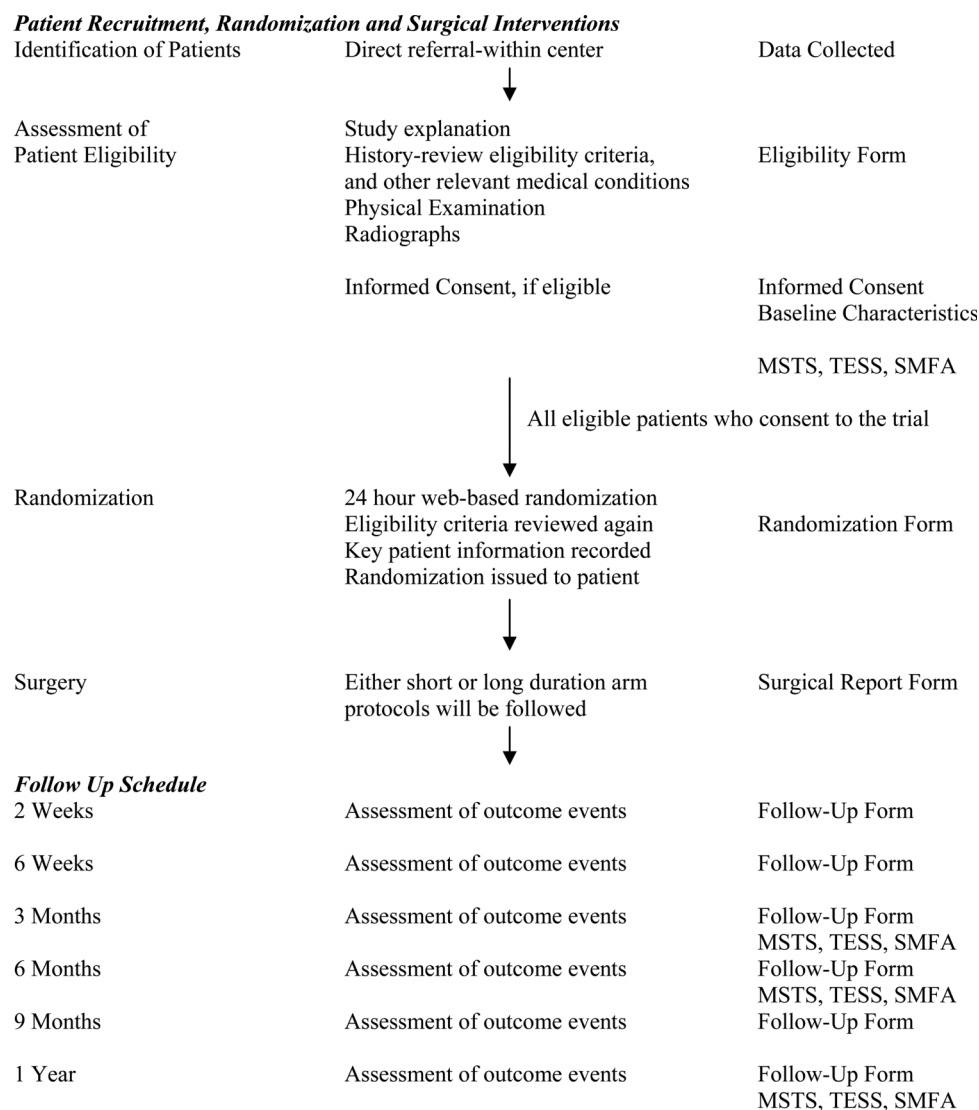 Patient Recruitment, Randomization and Surgical Interventions
Identification of Patients Direct referral-within center Data Collected
Assessment of Study explanation
Patient Eligibility History-review eligibility criteria, Eligibility Form
and other relevant medical conditions
Physical Examination
Radiographs
Informed Consent, if eligible Informed Consent
Baseline Characteristics
MSTS, TESS, SMFA
All eligible patients who consent to the trial
Randomization 24 hour web-based randomization
Eligibility criteria reviewed again Randomization Form
Key patient information recorded
Randomization issued to patient
Surgery Either short or long duration arm Surgical Report Form
protocols will be followed
Follow Up Schedule
2 Weeks Assessment of outcome events Follow-Up Form
6 Weeks Assessment of outcome events Follow-Up Form
3 Months Assessment of outcome events Follow-Up Form
MSTS, TESS, SMFA
6 Months Assessment of outcome events Follow-Up Form
MSTS, TESS, SMFA
9 Months Assessment of outcome events Follow-Up Form
1 Year Assessment of outcome events Follow-Up Form
MSTS, TESS, SMFA